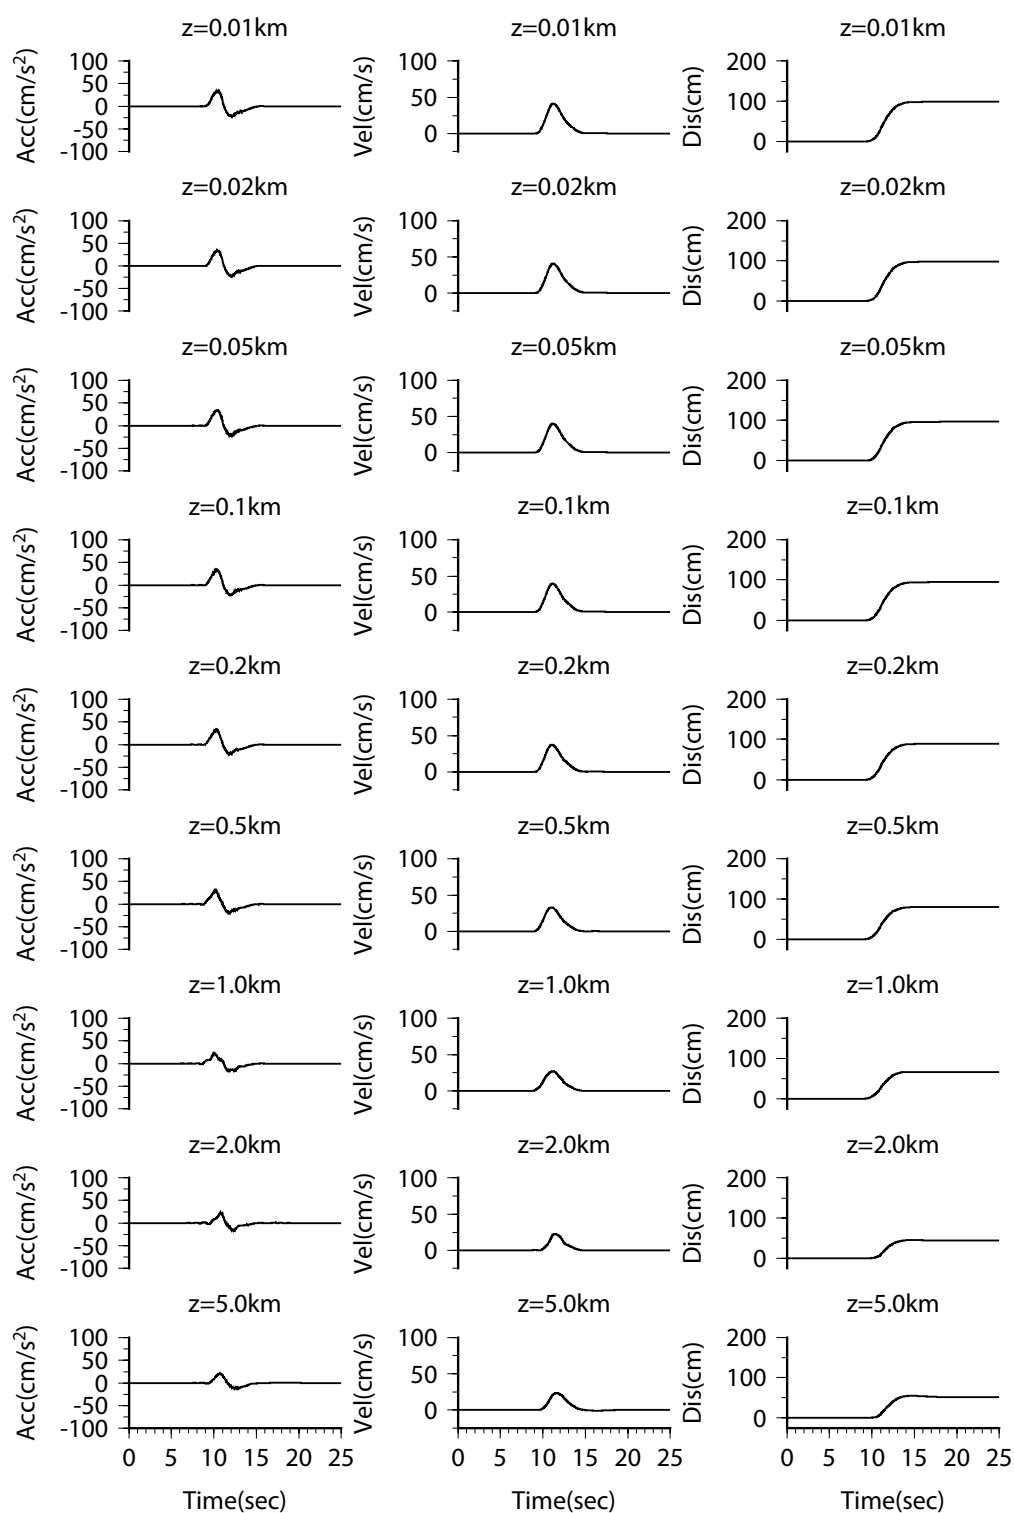 z=0.01km z=0.01km z=0.01km
Acc(cm/s²) 100 50 0 -50 -100 Vel(cm/s) 100 50 0 Dis(cm) 200 100 0
z=0.02km z=0.02km z=0.02km
Acc(cm/s²) 100 50 0 -50 -100 Vel(cm/s) 100 50 0 Dis(cm) 200 100 0
z=0.05km z=0.05km z=0.05km
Acc(cm/s²) 100 50 0 -50 -100 Vel(cm/s) 100 50 0 Dis(cm) 200 100 0
z=0.1km z=0.1km z=0.1km
Acc(cm/s²) 100 50 0 -50 -100 Vel(cm/s) 100 50 0 Dis(cm) 200 100 0
z=0.2km z=0.2km z=0.2km
Acc(cm/s²) 100 50 0 -50 -100 Vel(cm/s) 100 50 0 Dis(cm) 200 100 0
z=0.5km z=0.5km z=0.5km
Acc(cm/s²) 100 50 0 -50 -100 Vel(cm/s) 100 50 0 Dis(cm) 200 100 0
z=1.0km z=1.0km z=1.0km
Acc(cm/s²) 100 50 0 -50 -100 Vel(cm/s) 100 50 0 Dis(cm) 200 100 0
z=2.0km z=2.0km z=2.0km
Acc(cm/s²) 100 50 0 -50 -100 Vel(cm/s) 100 50 0 Dis(cm) 200 100 0
z=5.0km z=5.0km z=5.0km
Acc(cm/s²) 100 50 0 -50 -100 Vel(cm/s) 100 50 0 Dis(cm) 200 100 0
0 5 10 15 20 25 0 5 10 15 20 25 0 5 10 15 20 25
Time(sec) Time(sec) Time(sec)